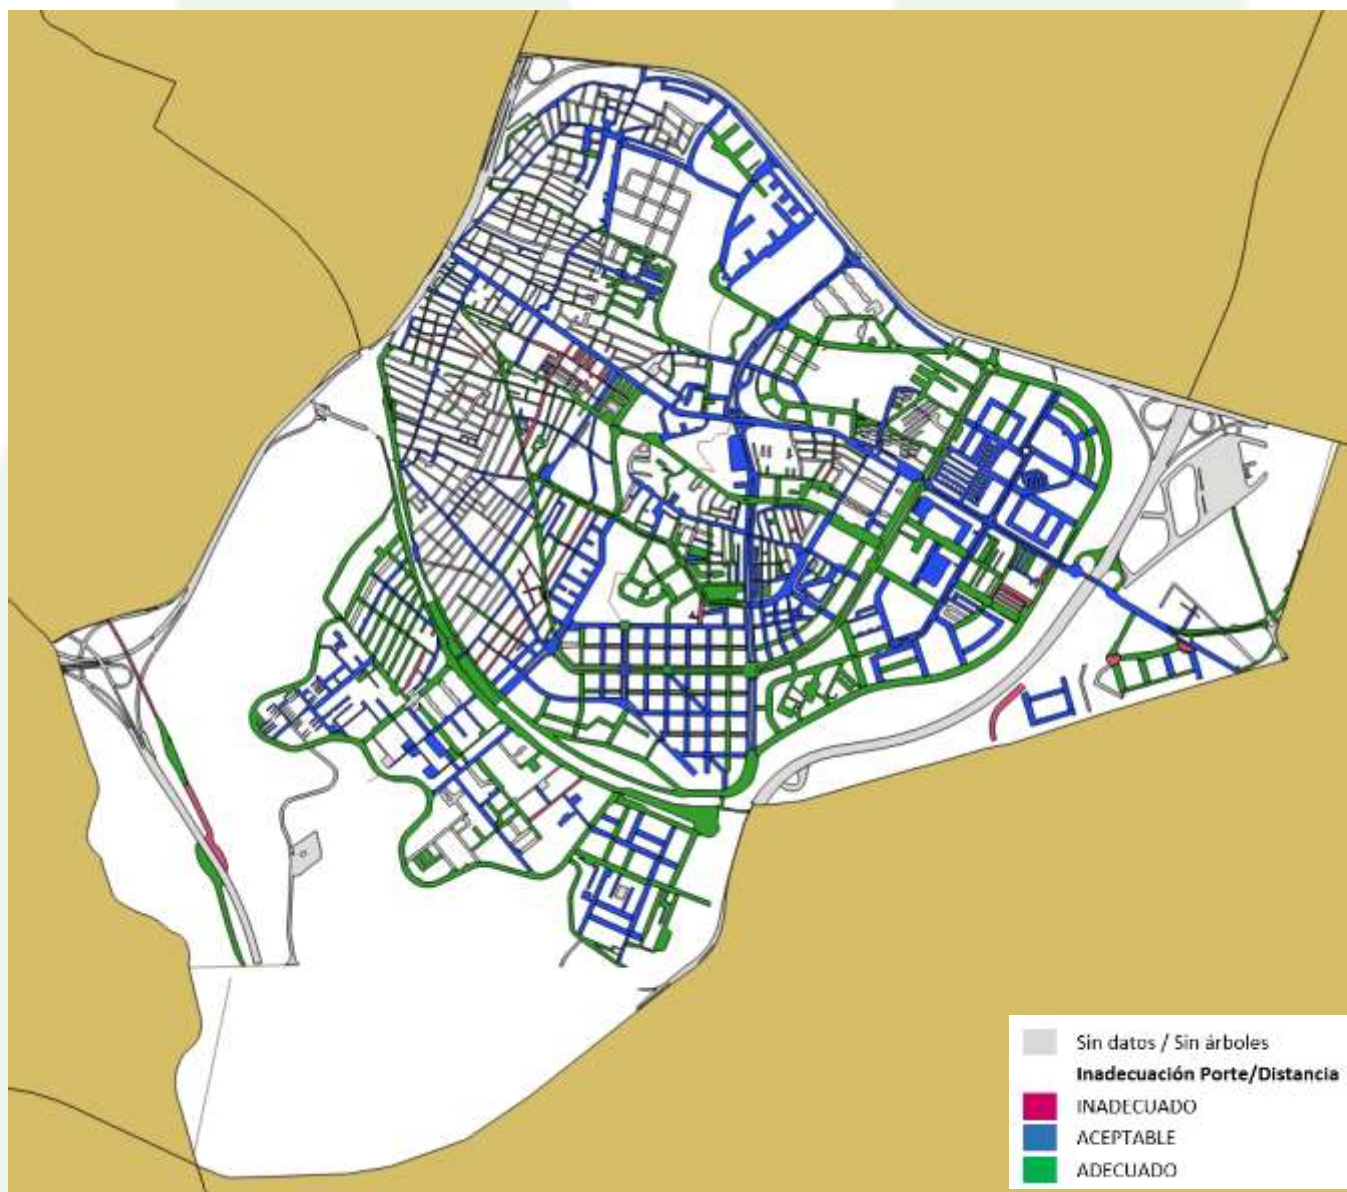 Sin datos / Sin árboles
Inadecuación Porte/Distancia
INADECUADO
ACEPTABLE
ADECUADO